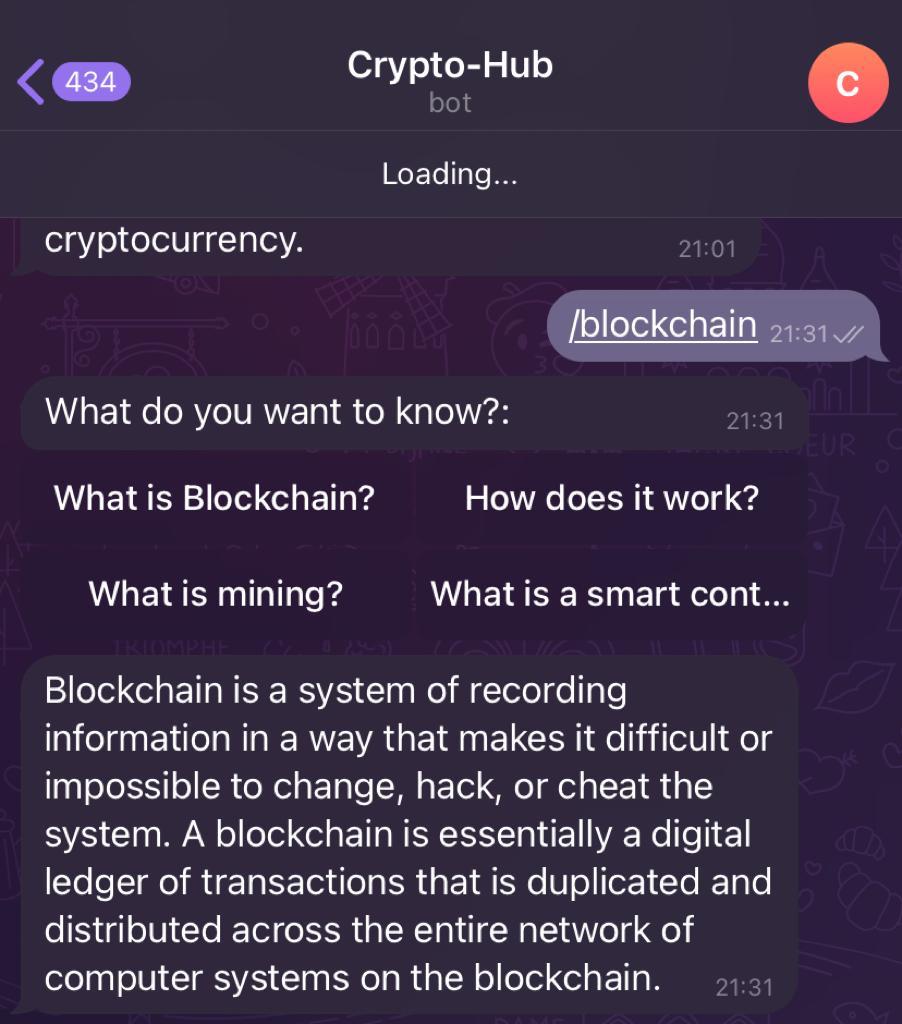 434
Crypto-Hub
bot
C
Loading...
cryptocurrency.
21:01
/blockchain 21:31
What do you want to know?: 21:31
What is Blockchain? How does it work?
What is mining? What is a smart cont...
TRIOMPHE
Blockchain is a system of recording
information in a way that makes it difficult or
impossible to change, hack, or cheat the
system. A blockchain is essentially a digital
ledger of transactions that is duplicated and
distributed across the entire network of
computer systems on the blockchain. 21:31